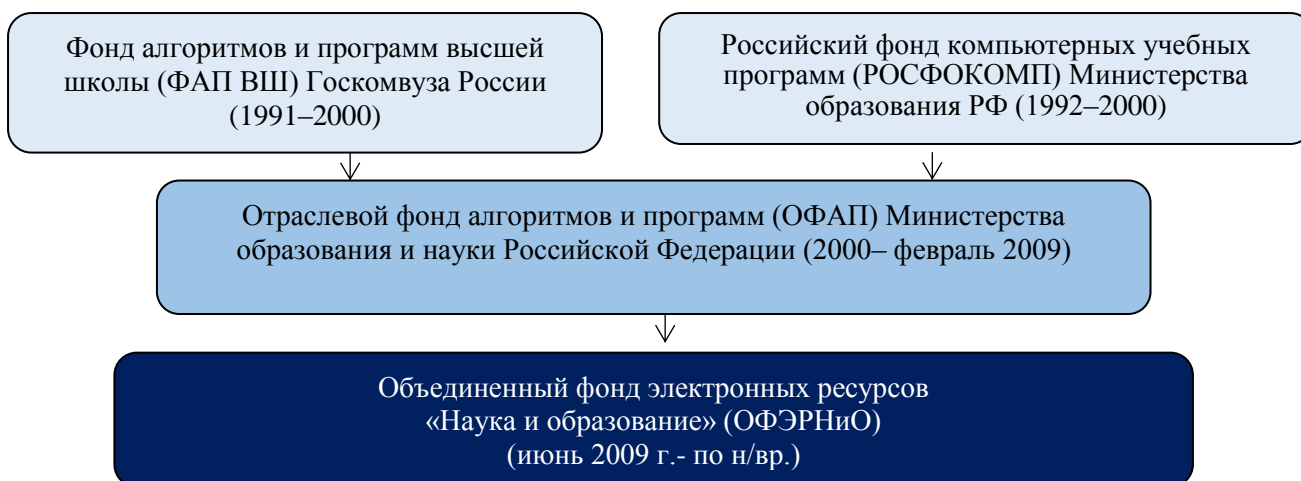 Фонд алгоритмов и программ высшей
школы (ФАП ВШ) Госкомвуза России
(1991–2000)
Российский фонд компьютерных учебных
программ (РОСФОКОМП) Министерства
образования РФ (1992–2000)
Отраслевой фонд алгоритмов и программ (ОФАП) Министерства
образования и науки Российской Федерации (2000– февраль 2009)
Объединенный фонд электронных ресурсов
«Наука и образование» (ОФЭРНиО)
(июнь 2009 г.- по н/вр.)